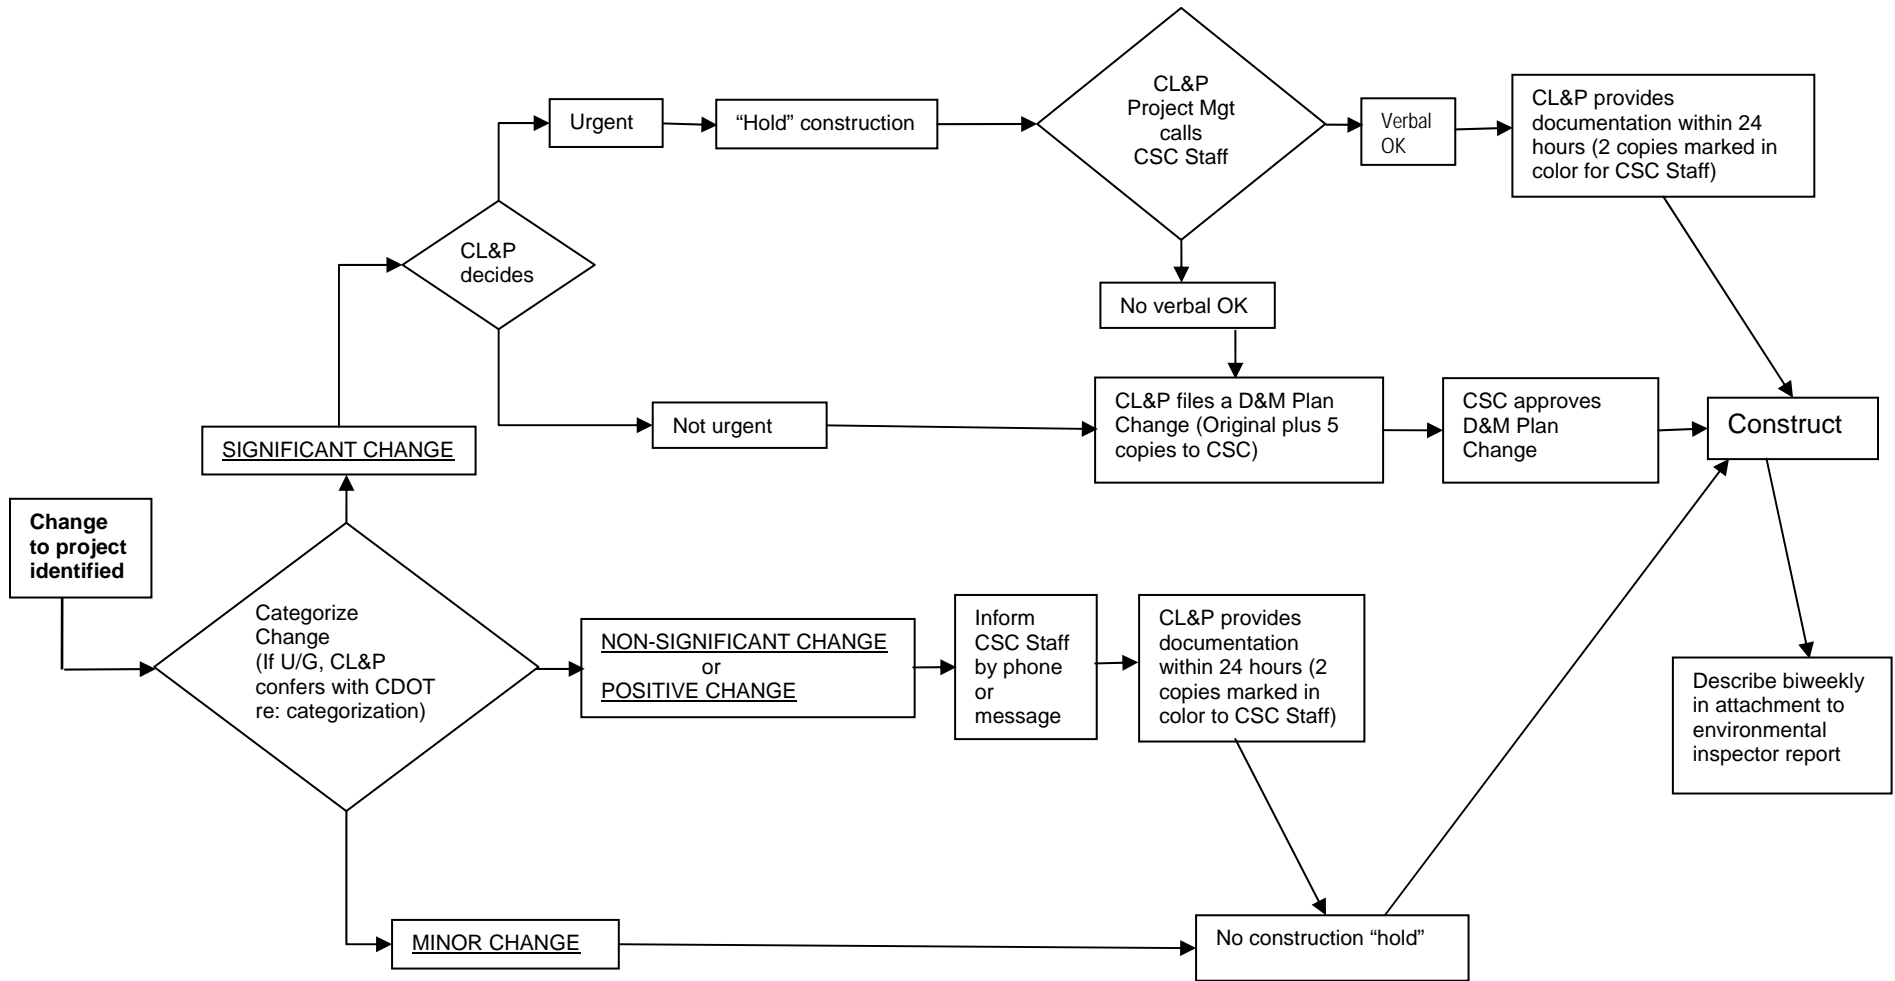 Urgent
“Hold” construction
CL&P
Project Mgt
calls
CSC Staff
Verbal
OK
CL&P provides
documentation within 24
hours (2 copies marked in
color for CSC Staff)
CL&P
decides
No verbal OK
Not urgent
CL&P files a D&M Plan
Change (Original plus 5
copies to CSC)
CSC approves
D&M Plan
Change
Construct
SIGNIFICANT CHANGE
Change
to project
identified
Categorize
Change
(If U/G, CL&P
confers with CDOT
re: categorization)
NON-SIGNIFICANT CHANGE
or
POSITIVE CHANGE
Inform
CSC Staff
by phone
or
message
CL&P provides
documentation
within 24 hours (2
copies marked in
color to CSC Staff)
Describe biweekly
in attachment to
environmental
inspector report
MINOR CHANGE
No construction “hold”